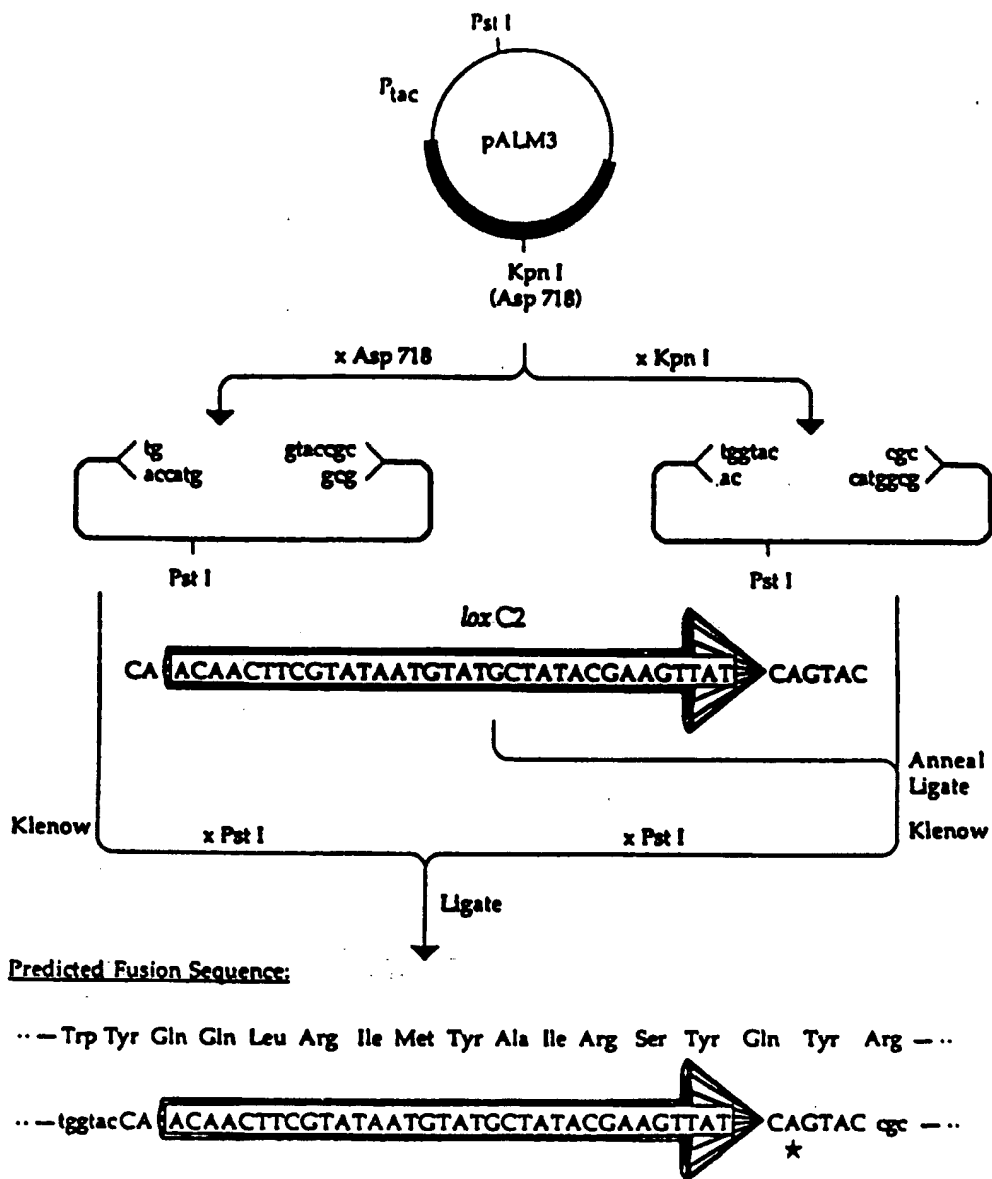 Pst I
Ptac
pALM3
Kpn I
(Asp 718)
x Asp 718
x Kpn I
tg
accatg
gtaccgc
gcg
tggtac
ac
cgc
catggcg
Pst I
Pst I
lox C2
CA ACAACTTCGTATAATGTATGCTATACGAAGTTAT CAGTAC
Anneal
Ligate
Klenow
x Pst I
x Pst I
Klenow
Ligate
Predicted Fusion Sequence:
·· — Trp Tyr Gln Gln Leu Arg Ile Met Tyr Ala Ile Arg Ser Tyr Gln Tyr Arg — ··
·· — tggtacCA ACAACTTCGTATAATGTATGCTATACGAAGTTAT CAGTAC cgc — ··
★